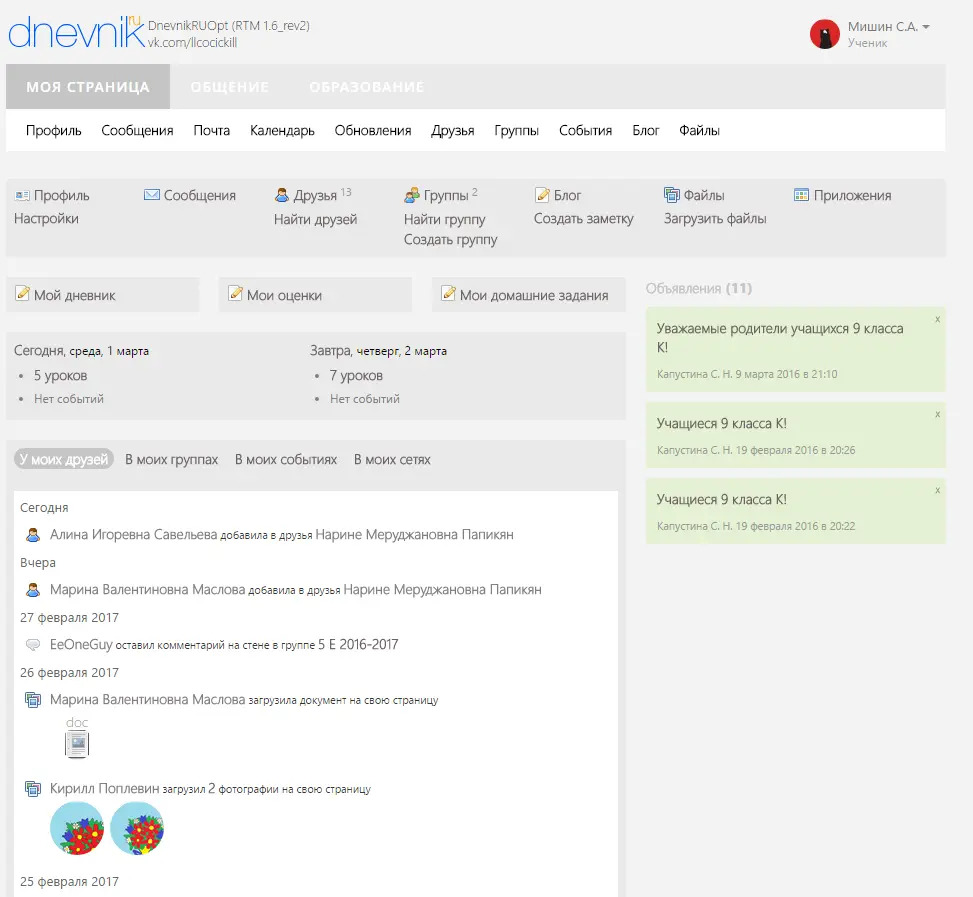 dnevnik ru
DnevnikRUOpt (RTM 1.6_rev2)
vk.com/llcocickill
Мишин С.А.
Ученик
МОЯ СТРАНИЦА ОБЩЕНИЕ ОБРАЗОВАНИЕ
Профиль Сообщения Почта Календарь Обновления Друзья Группы События Блог Файлы
Профиль Сообщения Друзья 13 Группы 2 Блог Файлы Приложения
Настройки Найти друзей Найти группу Создать заметку Загрузить файлы
Создать группу
Мой дневник Мои оценки Мои домашние задания
Сегодня, среда, 1 марта Завтра, четверг, 2 марта
• 5 уроков • 7 уроков
• Нет событий • Нет событий
У моих друзей В моих группах В моих событиях В моих сетях
Сегодня
Алина Игоревна Савельева добавила в друзья Нарине Меруджановна Папикян
Вчера
Марина Валентиновна Маслова добавила в друзья Нарине Меруджановна Папикян
27 февраля 2017
EeOneGuy оставил комментарий на стене в группе 5 Е 2016-2017
26 февраля 2017
Марина Валентиновна Маслова загрузила документ на свою страницу
doc
Кирилл Поплевин загрузил 2 фотографии на свою страницу
25 февраля 2017
Объявления (11)
x
Уважаемые родители учащихся 9 класса
К!
Капустина С. Н. 9 марта 2016 в 21:10
x
Учащиеся 9 класса К!
Капустина С. Н. 19 февраля 2016 в 20:26
x
Учащиеся 9 класса К!
Капустина С. Н. 19 февраля 2016 в 20:22